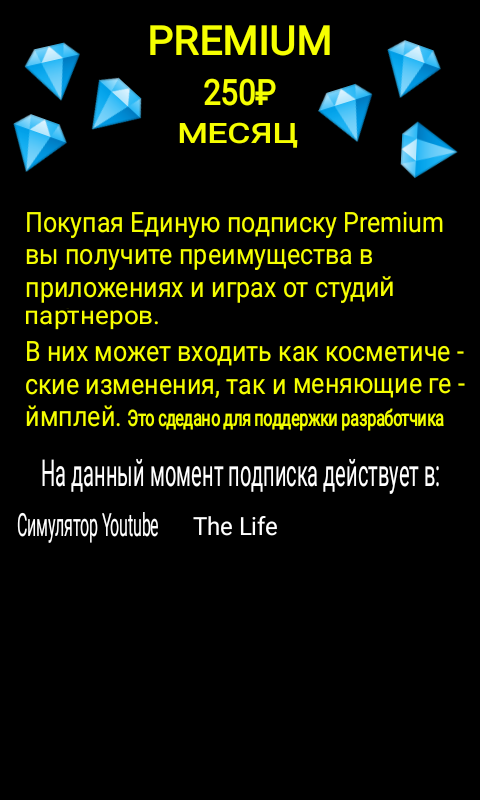 PREMIUM
250₽
МЕСЯЦ
Покупая Единую подписку Premium
вы получите преимущества в
приложениях и играх от студий
партнеров.
В них может входить как косметиче -
ские изменения, так и меняющие ге -
ймплей. Это сдедано для поддержки разработчика
На данный момент подписка действует в:
Симулятор Youtube The Life